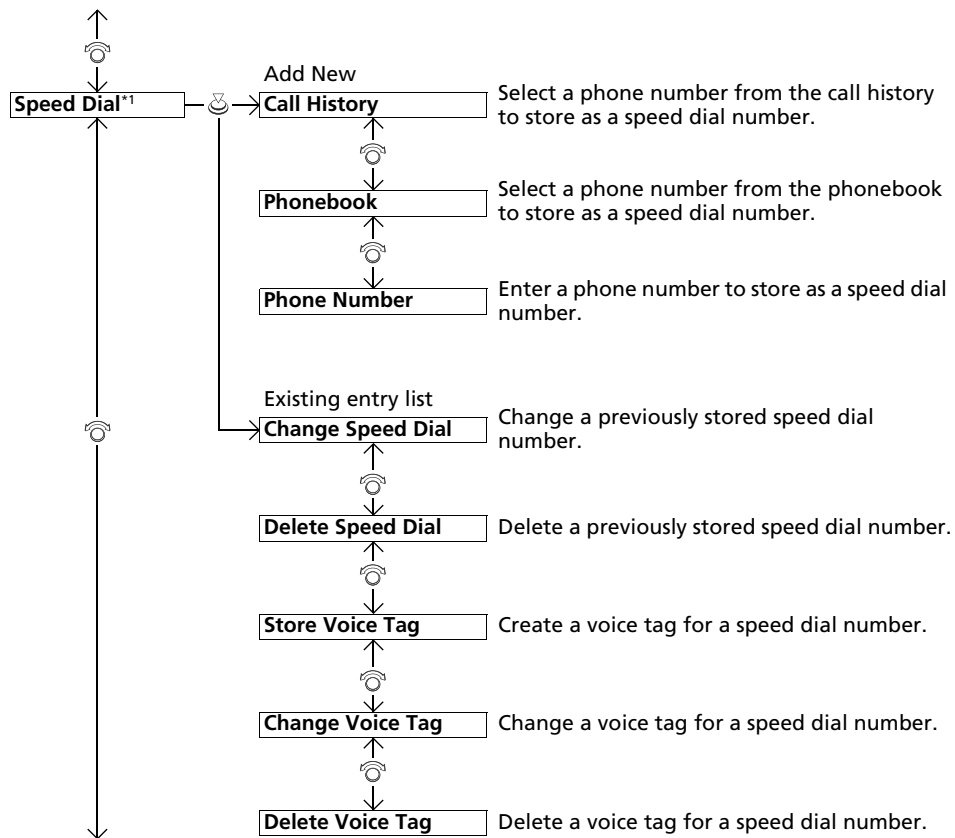 Add New
Speed Dial*1
Call History
Select a phone number from the call history
to store as a speed dial number.
Phonebook
Select a phone number from the phonebook
to store as a speed dial number.
Phone Number
Enter a phone number to store as a speed dial
number.
Existing entry list
Change Speed Dial
Change a previously stored speed dial
number.
Delete Speed Dial
Delete a previously stored speed dial number.
Store Voice Tag
Create a voice tag for a speed dial number.
Change Voice Tag
Change a voice tag for a speed dial number.
Delete Voice Tag
Delete a voice tag for a speed dial number.